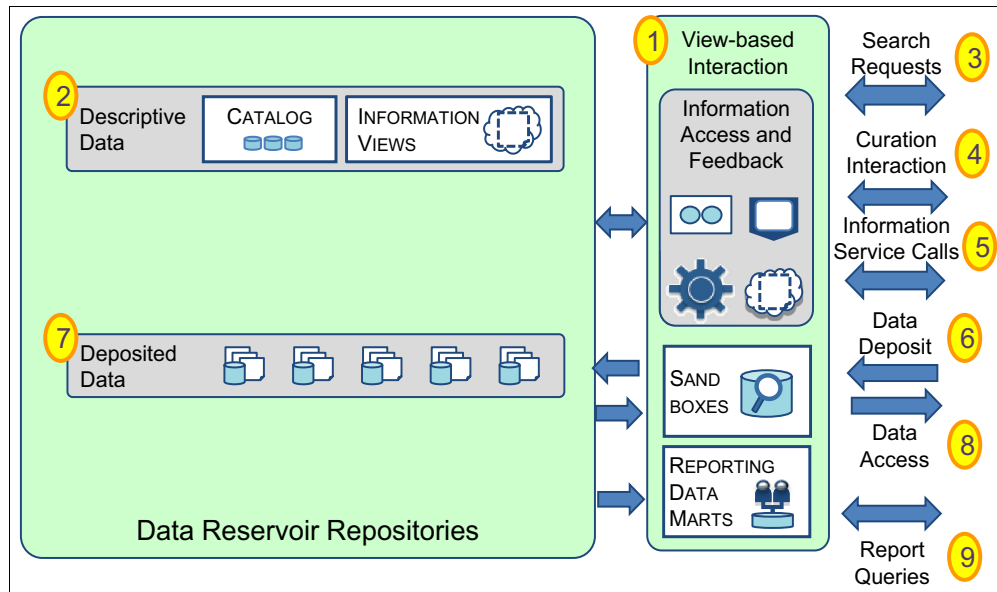 1
View-based
Interaction
Search
Requests
3
2
Descriptive
Data
CATALOG
INFORMATION
VIEWS
Information
Access and
Feedback
Curation
Interaction
4
Information
Service Calls
5
7
Deposited
Data
Data
Deposit
6
SAND
BOXES
Data
Access
8
REPORTING
DATA
MARTS
Data Reservoir Repositories
Report
Queries
9